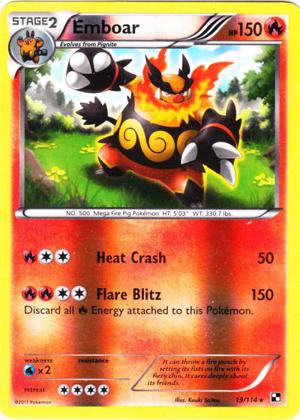 STAGE2
Emboar
HP150
Evolves from Pignite
NO. 500 Mega Fire Pig Pokémon HT: 5'03" WT: 330.7 lbs.
Heat Crash 50
Flare Blitz 150
Discard all Energy attached to this Pokémon.
weakness resistance
×2
retreat
It can throw a fire punch by
setting its fists on fire with its
fiery chin. It cares deeply about
its friends.
©2011 Pokémon
Illus. Kouki Saitou
19/114 ★